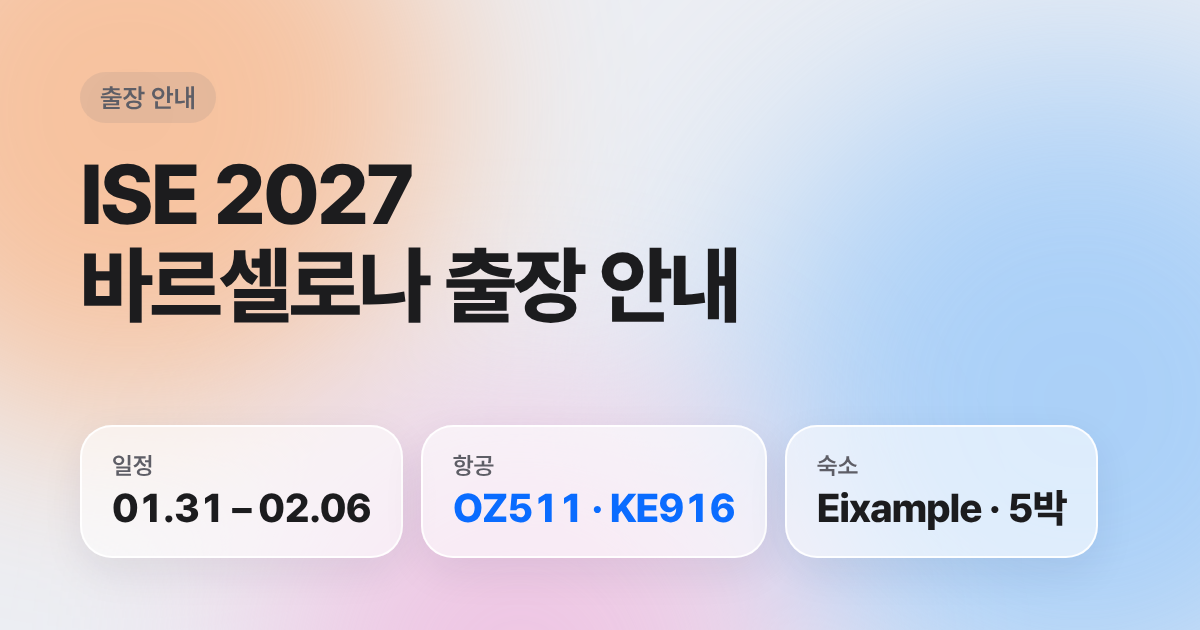 출장 안내
ISE 2027
바르셀로나 출장 안내
일정
01.31 – 02.06
항공
OZ511 · KE916
숙소
Eixample · 5박